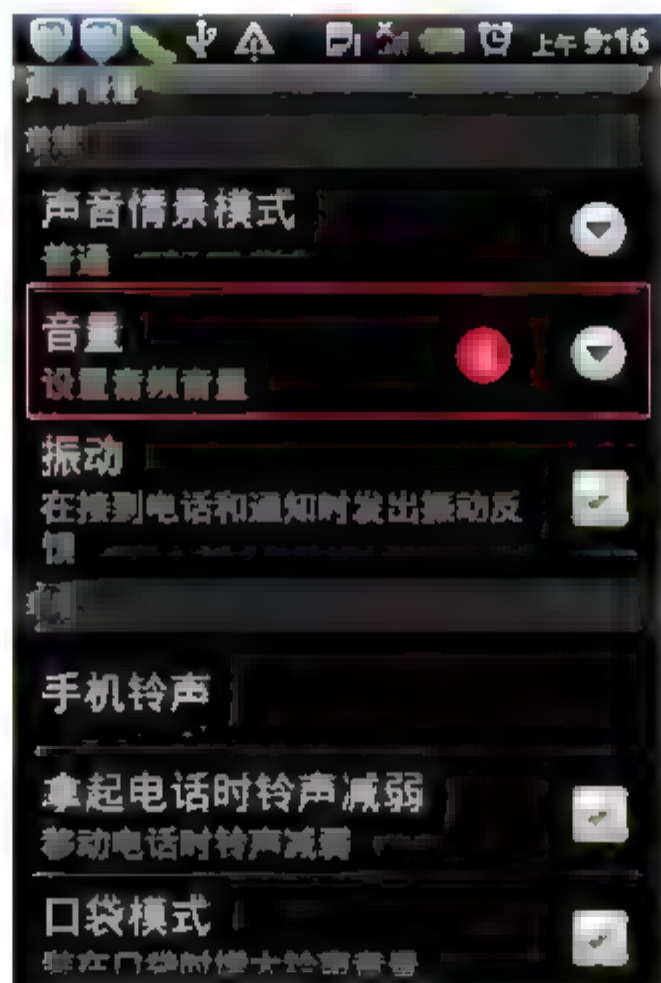 上午 9:16
声音情景模式
普通
音量
设置音频音量
振动
在接到电话和通知时发出振动反
馈
手机铃声
拿起电话时铃声减弱
移动电话时铃声减弱
口袋模式